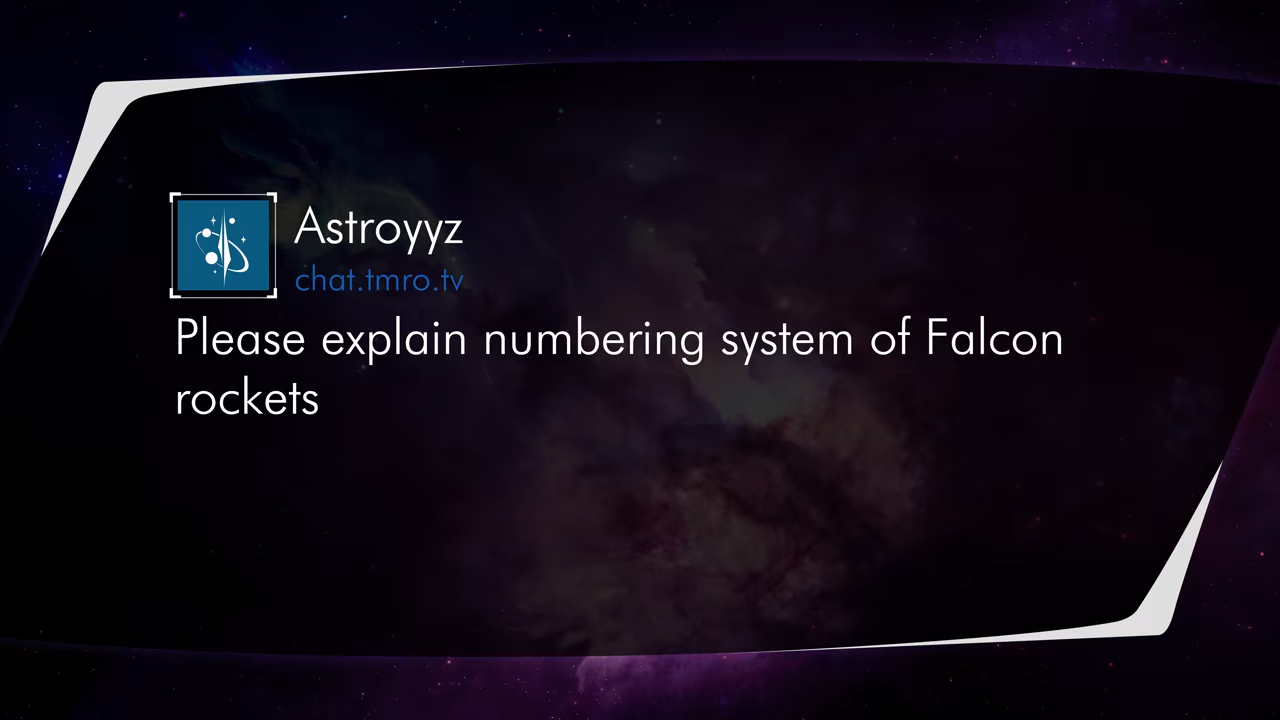 Astroyyz
chat.tmro.tv
Please explain numbering system of Falcon
rockets